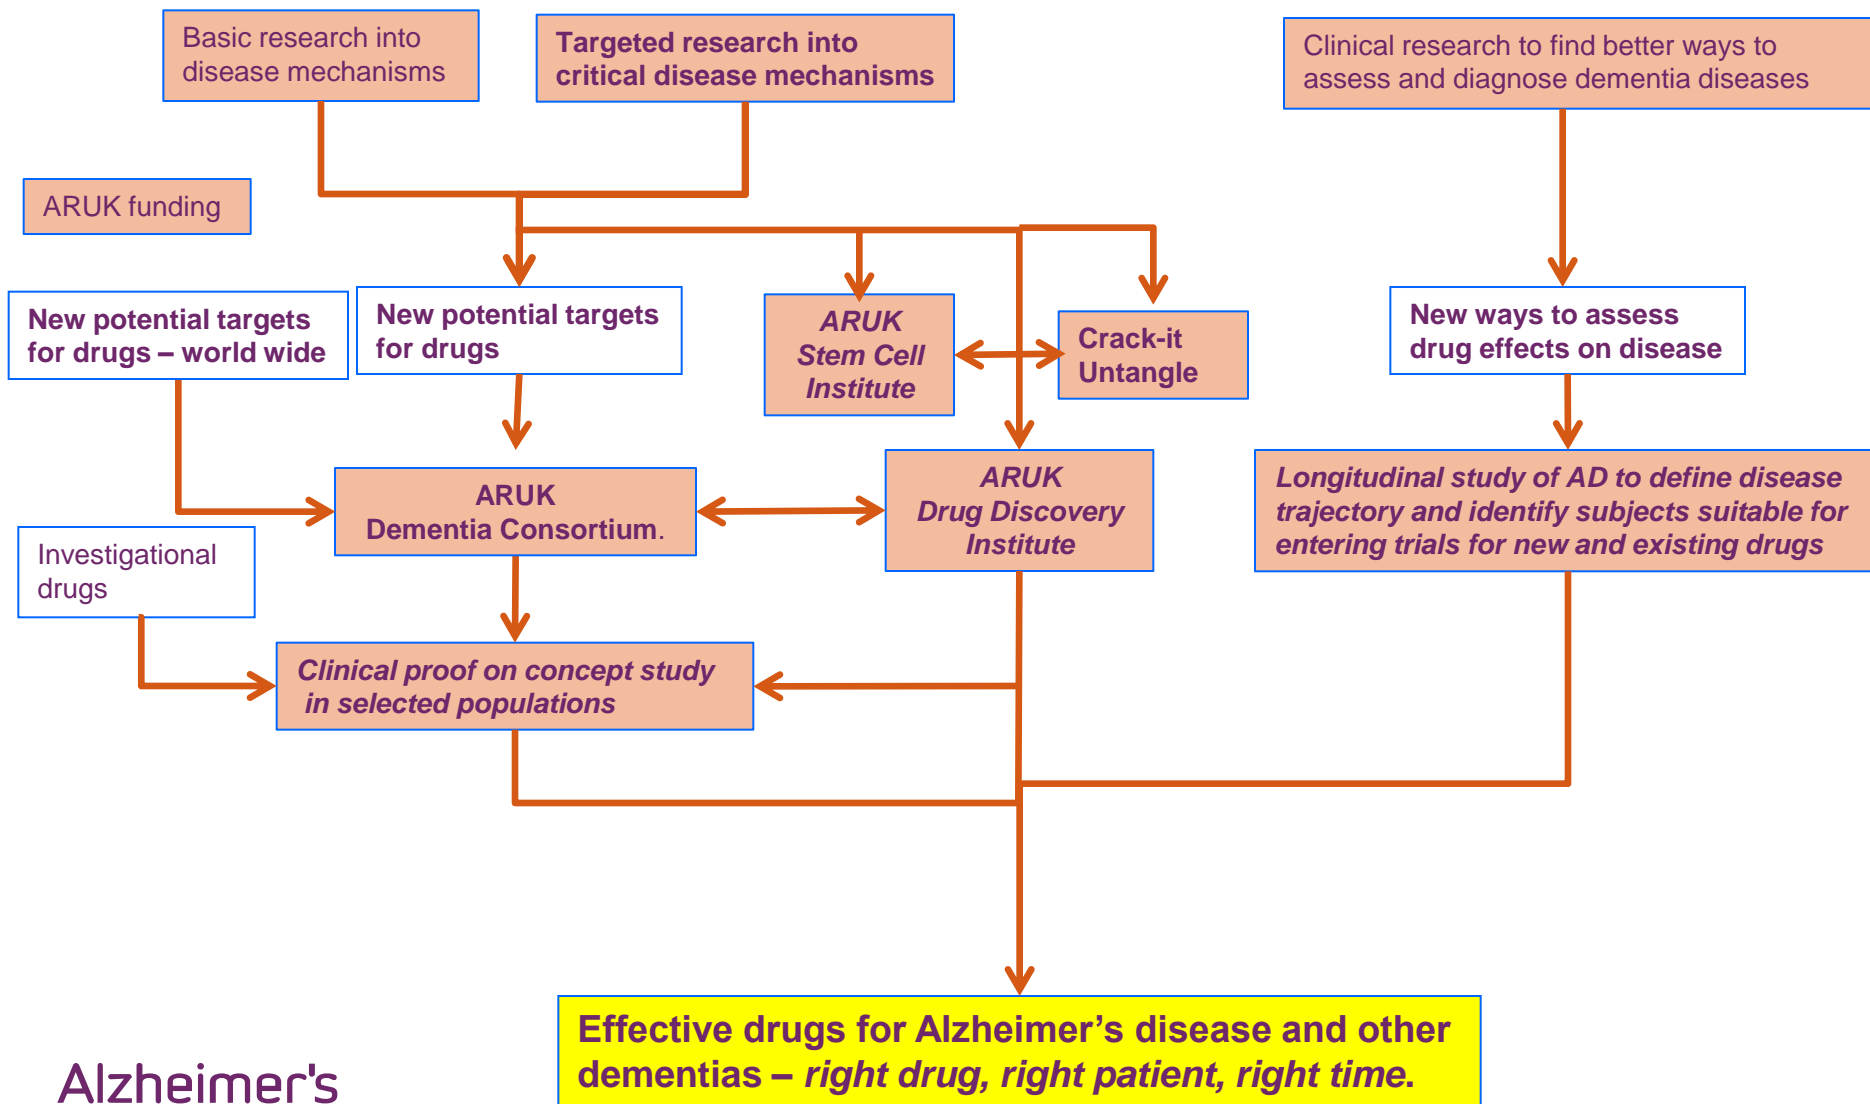 Basic research into
disease mechanisms
Targeted research into
critical disease mechanisms
Clinical research to find better ways to
assess and diagnose dementia diseases
ARUK funding
New potential targets
for drugs – world wide
New potential targets
for drugs
ARUK
Stem Cell
Institute
Crack-it
Untangle
New ways to assess
drug effects on disease
ARUK
Dementia Consortium.
ARUK
Drug Discovery
Institute
Longitudinal study of AD to define disease
trajectory and identify subjects suitable for
entering trials for new and existing drugs
Investigational
drugs
Clinical proof on concept study
in selected populations
Effective drugs for Alzheimer’s disease and other
dementias – right drug, right patient, right time.
Alzheimer's